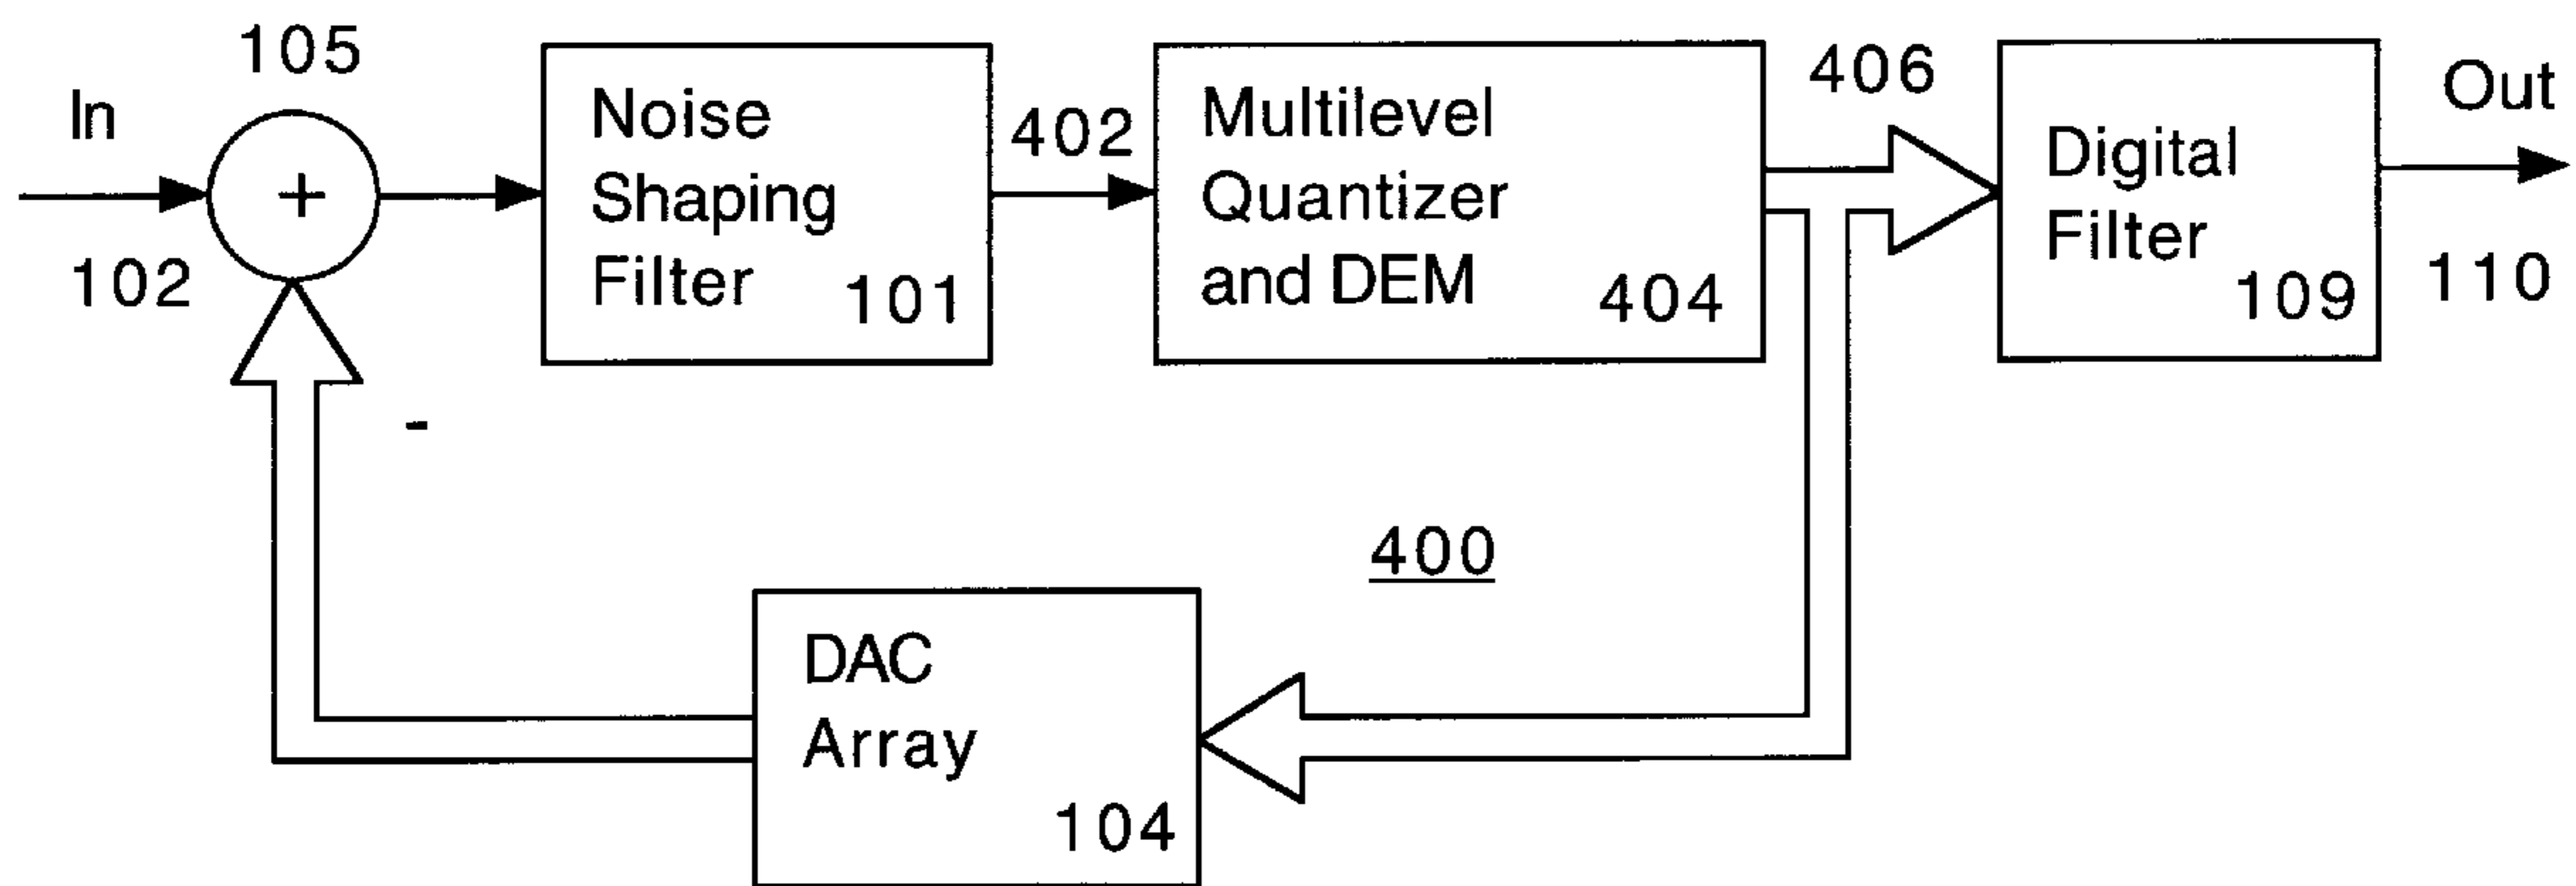 105
In
102
+
-
Noise
Shaping
Filter
101
402
Multilevel
Quantizer
and DEM
404
406
Digital
Filter
109
Out
110
400
DAC
Array
104